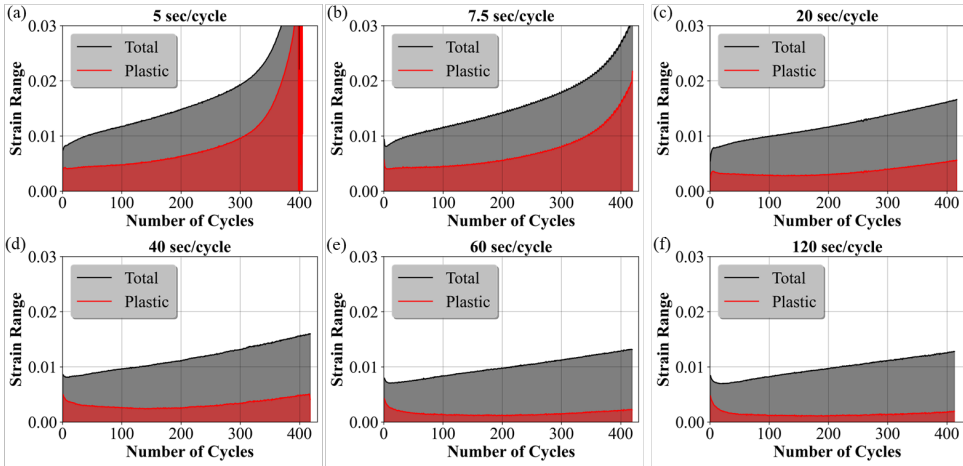 (a) 5 sec/cycle
0.03
0.02
0.01
0.00
Strain Range
Total
Plastic
0 100 200 300 400
Number of Cycles
(b) 7.5 sec/cycle
0.03
0.02
0.01
0.00
Strain Range
Total
Plastic
0 100 200 300 400
Number of Cycles
(c) 20 sec/cycle
0.03
0.02
0.01
0.00
Strain Range
Total
Plastic
0 100 200 300 400
Number of Cycles
(d) 40 sec/cycle
0.03
0.02
0.01
0.00
Strain Range
Total
Plastic
0 100 200 300 400
Number of Cycles
(e) 60 sec/cycle
0.03
0.02
0.01
0.00
Strain Range
Total
Plastic
0 100 200 300 400
Number of Cycles
(f) 120 sec/cycle
0.03
0.02
0.01
0.00
Strain Range
Total
Plastic
0 100 200 300 400
Number of Cycles